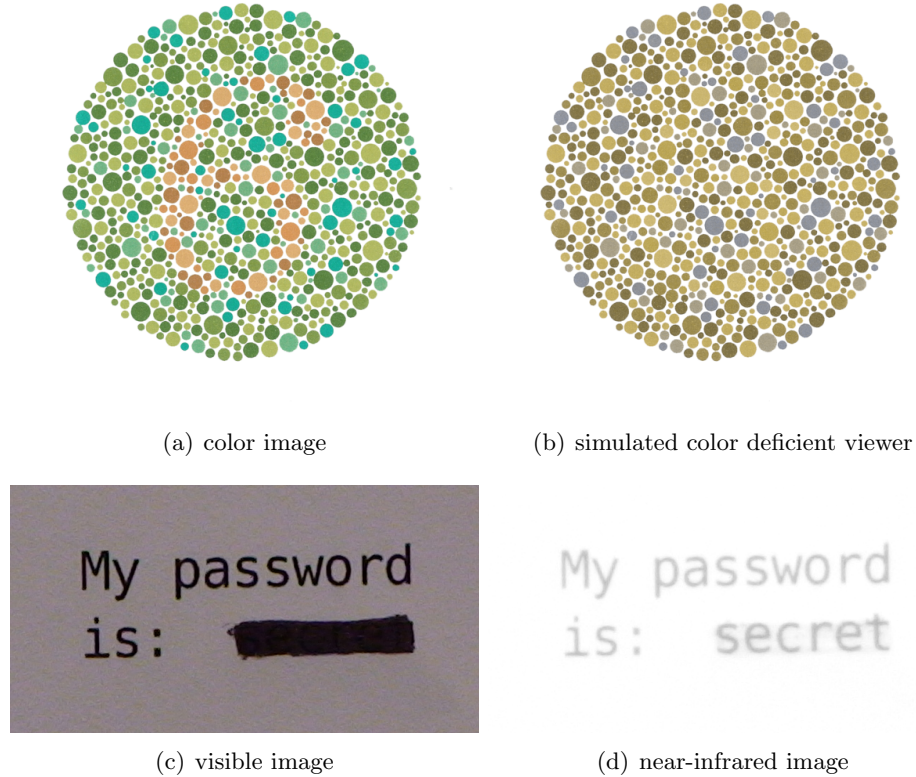 (a) color image
(b) simulated color deficient viewer
My password
is:
My password
is: secret
(c) visible image
(d) near-infrared image